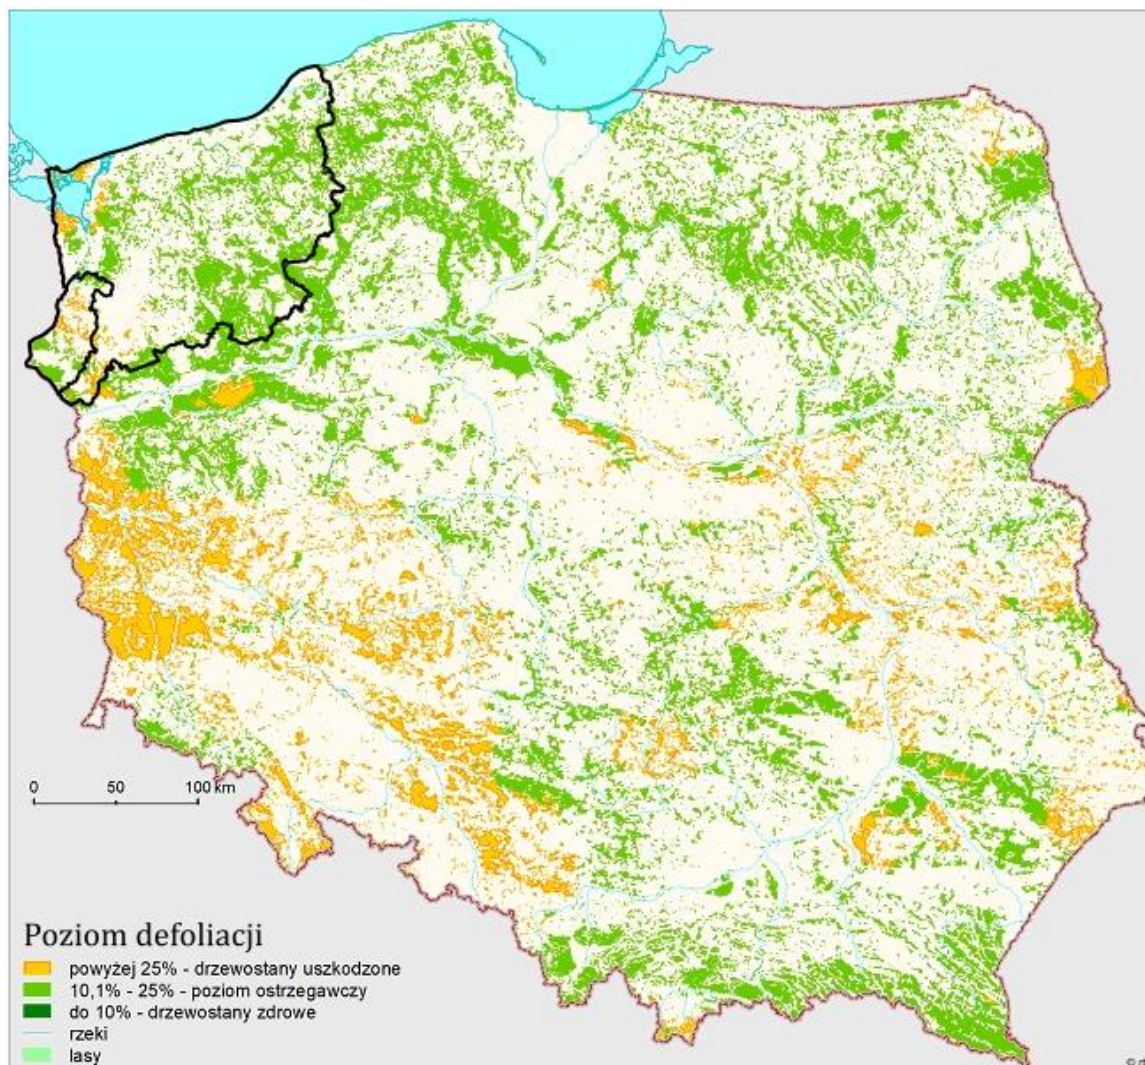 0 50 100 km
Poziom defoliacji
powyżej 25% - drzewostany uszkodzone
10,1% - 25% - poziom ostrzegawczy
do 10% - drzewostany zdrowe
rzeki
lasy